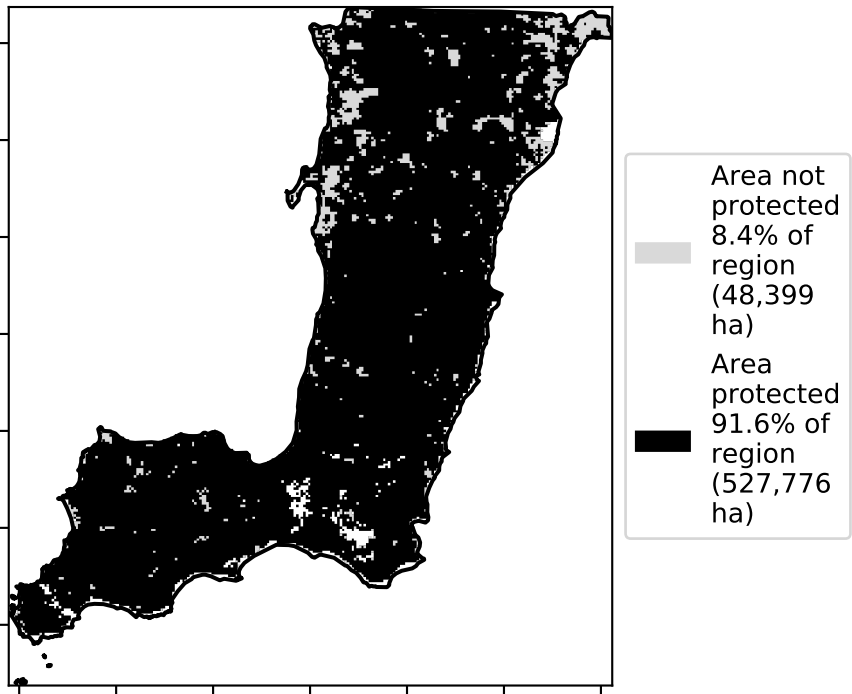 Area not
protected
8.4% of
region
(48,399
ha)
Area
protected
91.6% of
region
(527,776
ha)